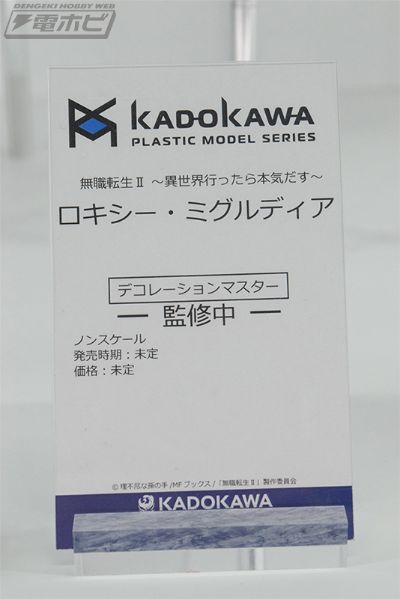 DENGEKI HOBBY WEB
電ホビ
KADOKAWA
PLASTIC MODEL SERIES
無職転生Ⅱ ～異世界行ったら本気だす～
ロキシー・ミグルディア
デコレーションマスター
― 監修中 ―
ノンスケール
発売時期：未定
価格：未定
© 理不尽な孫の手/MFブックス/「無職転生Ⅱ」製作委員会
KADOKAWA